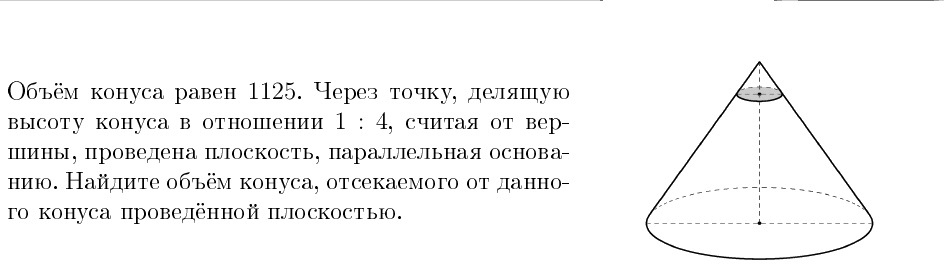 Объём конуса равен 1125. Через точку, делящую
высоту конуса в отношении 1 : 4, считая от вер-
шины, проведена плоскость, параллельная основа-
нию. Найдите объём конуса, отсекаемого от данно-
го конуса проведённой плоскостью.